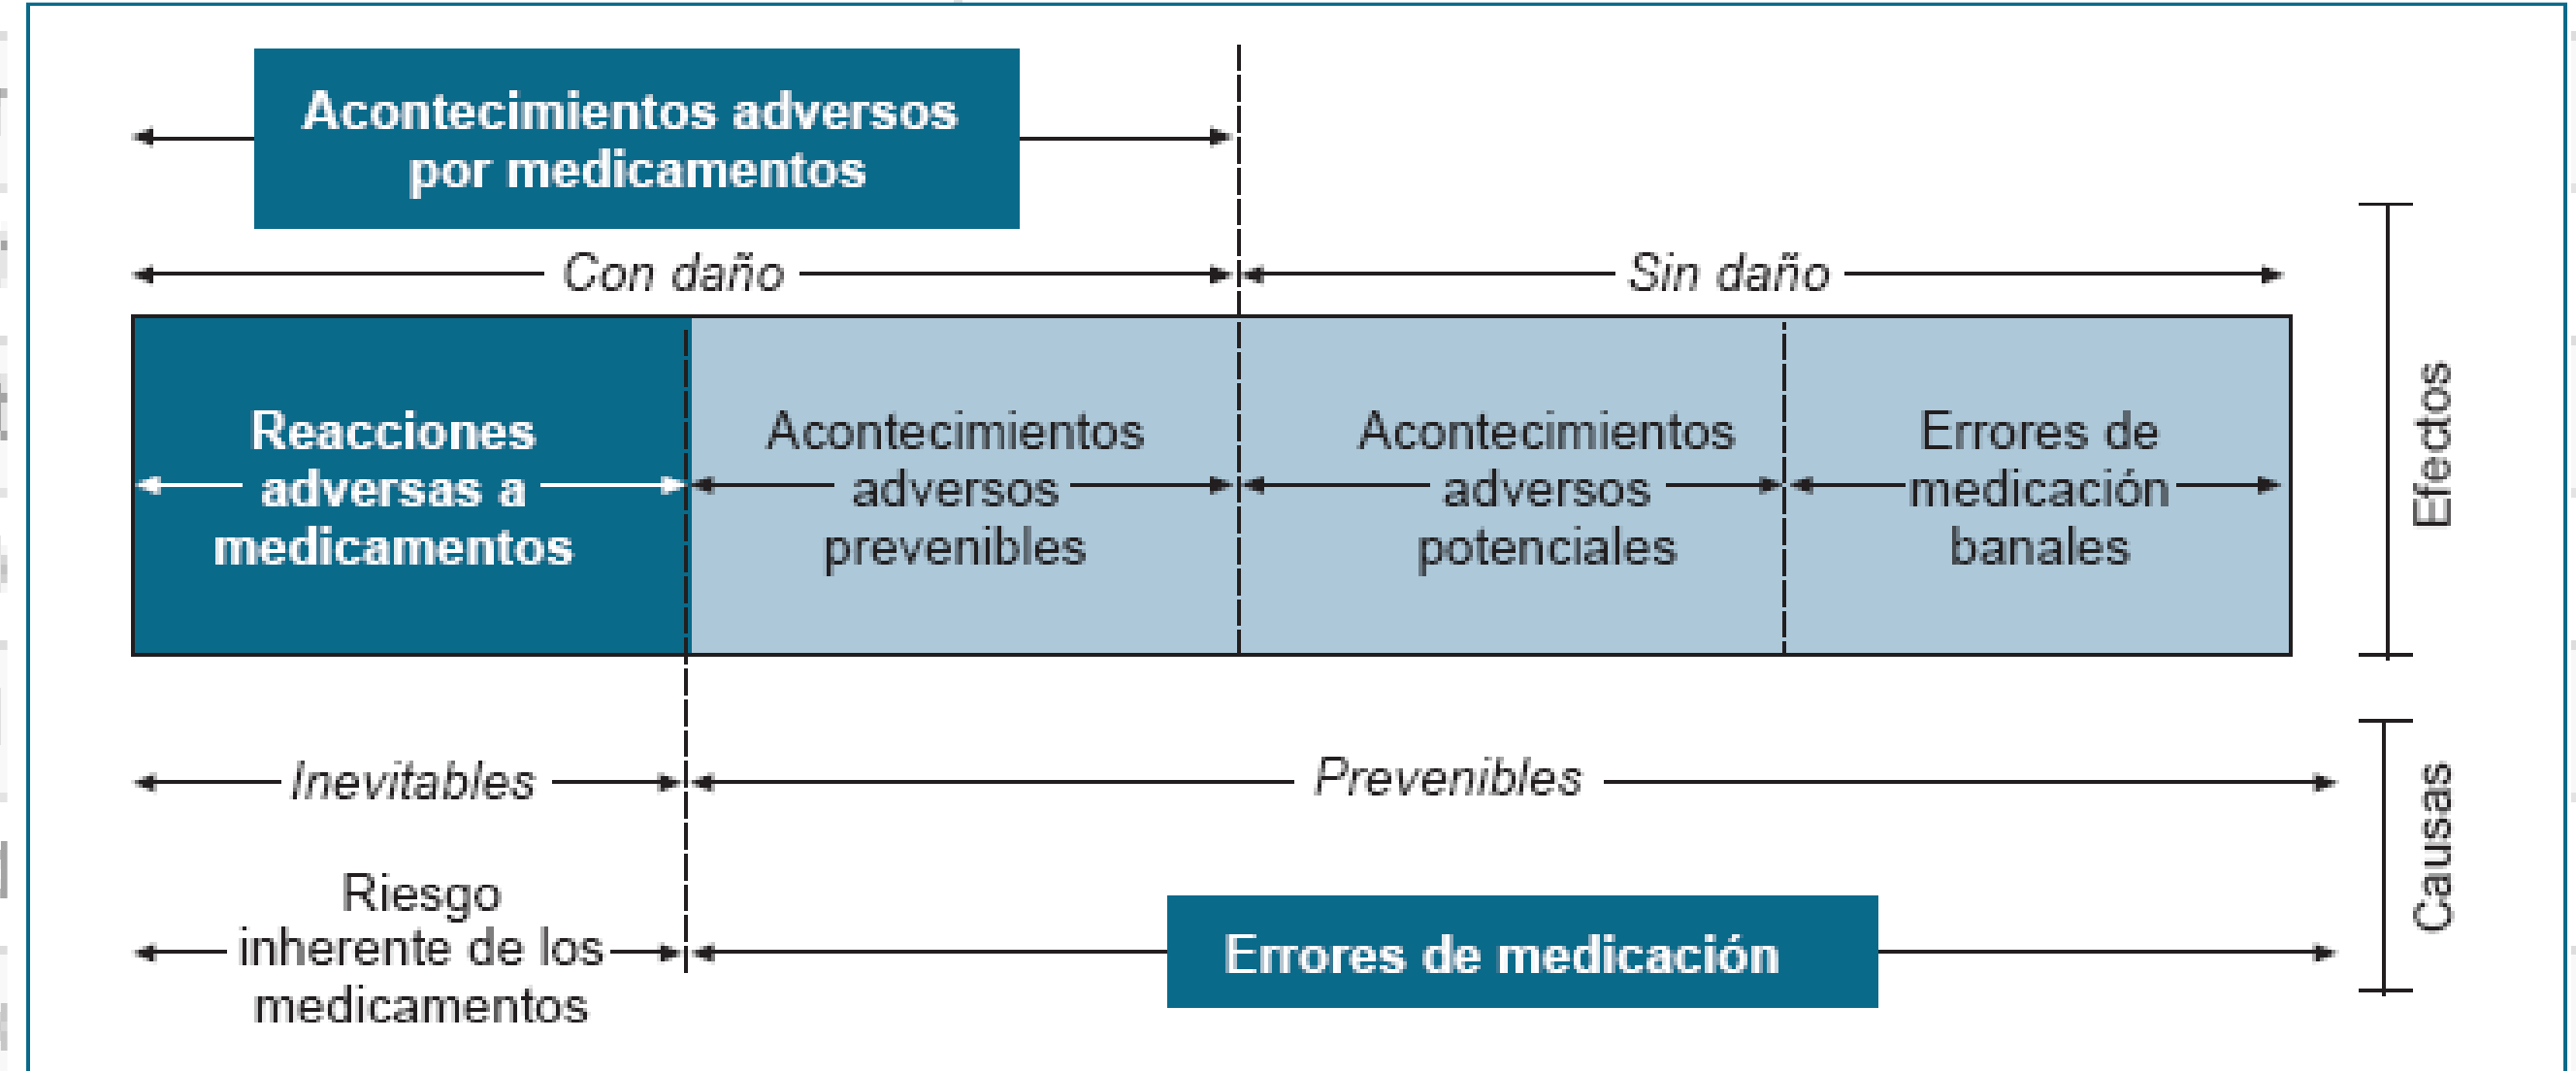 Acontecimientos adversos
por medicamentos
Con daño
Sin daño
Reacciones
adversas a
medicamentos
Acontecimientos
adversos
prevenibles
Acontecimientos
adversos
potenciales
Errores de
medicación
banales
Efectos
Inevitables
Prevenibles
Riesgo
inherente de los
medicamentos
Errores de medicación
Causas